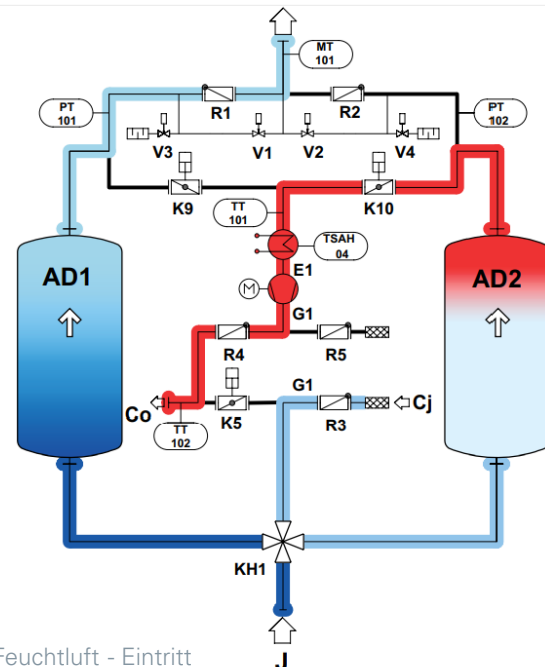 MT
101
PT
101
R1
R2
PT
102
V3
V1
V2
V4
K9
K10
TT
101
TSAH
04
AD1
AD2
E1
M
G1
R4
R5
G1
Co
Cj
K5
R3
TT
102
KH1
Feuchtluft - Eintritt
J